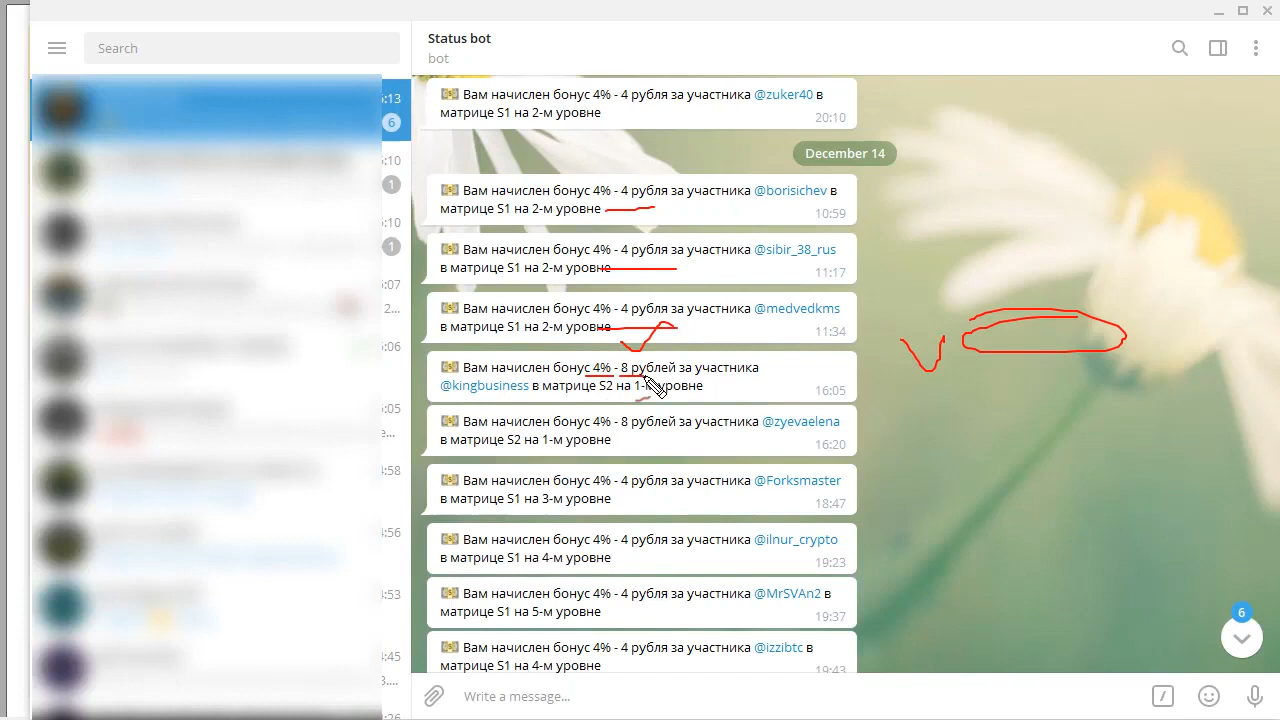 Search
Status bot
bot
5:13
6
Вам начислен бонус 4% - 4 рубля за участника @zuker40 в
матрице S1 на 2-м уровне
20:10
December 14
Вам начислен бонус 4% - 4 рубля за участника @borisichev в
матрице S1 на 2-м уровне
10:59
Вам начислен бонус 4% - 4 рубля за участника @sibir_38_rus
в матрице S1 на 2-м уровне
11:17
Вам начислен бонус 4% - 4 рубля за участника @medvedkms
в матрице S1 на 2-м уровне
11:34
Вам начислен бонус 4% - 8 рублей за участника
@kingbusiness в матрице S2 на 1-м уровне
16:05
Вам начислен бонус 4% - 8 рублей за участника @zyevaelena
в матрице S2 на 1-м уровне
16:20
Вам начислен бонус 4% - 4 рубля за участника @Forksmaster
в матрице S1 на 3-м уровне
18:47
Вам начислен бонус 4% - 4 рубля за участника @ilnur_crypto
в матрице S1 на 4-м уровне
19:23
Вам начислен бонус 4% - 4 рубля за участника @MrSVAn2 в
матрице S1 на 5-м уровне
19:37
Вам начислен бонус 4% - 4 рубля за участника @izzibtc в
матрице S1 на 4-м уровне
19:43
6
Write a message...